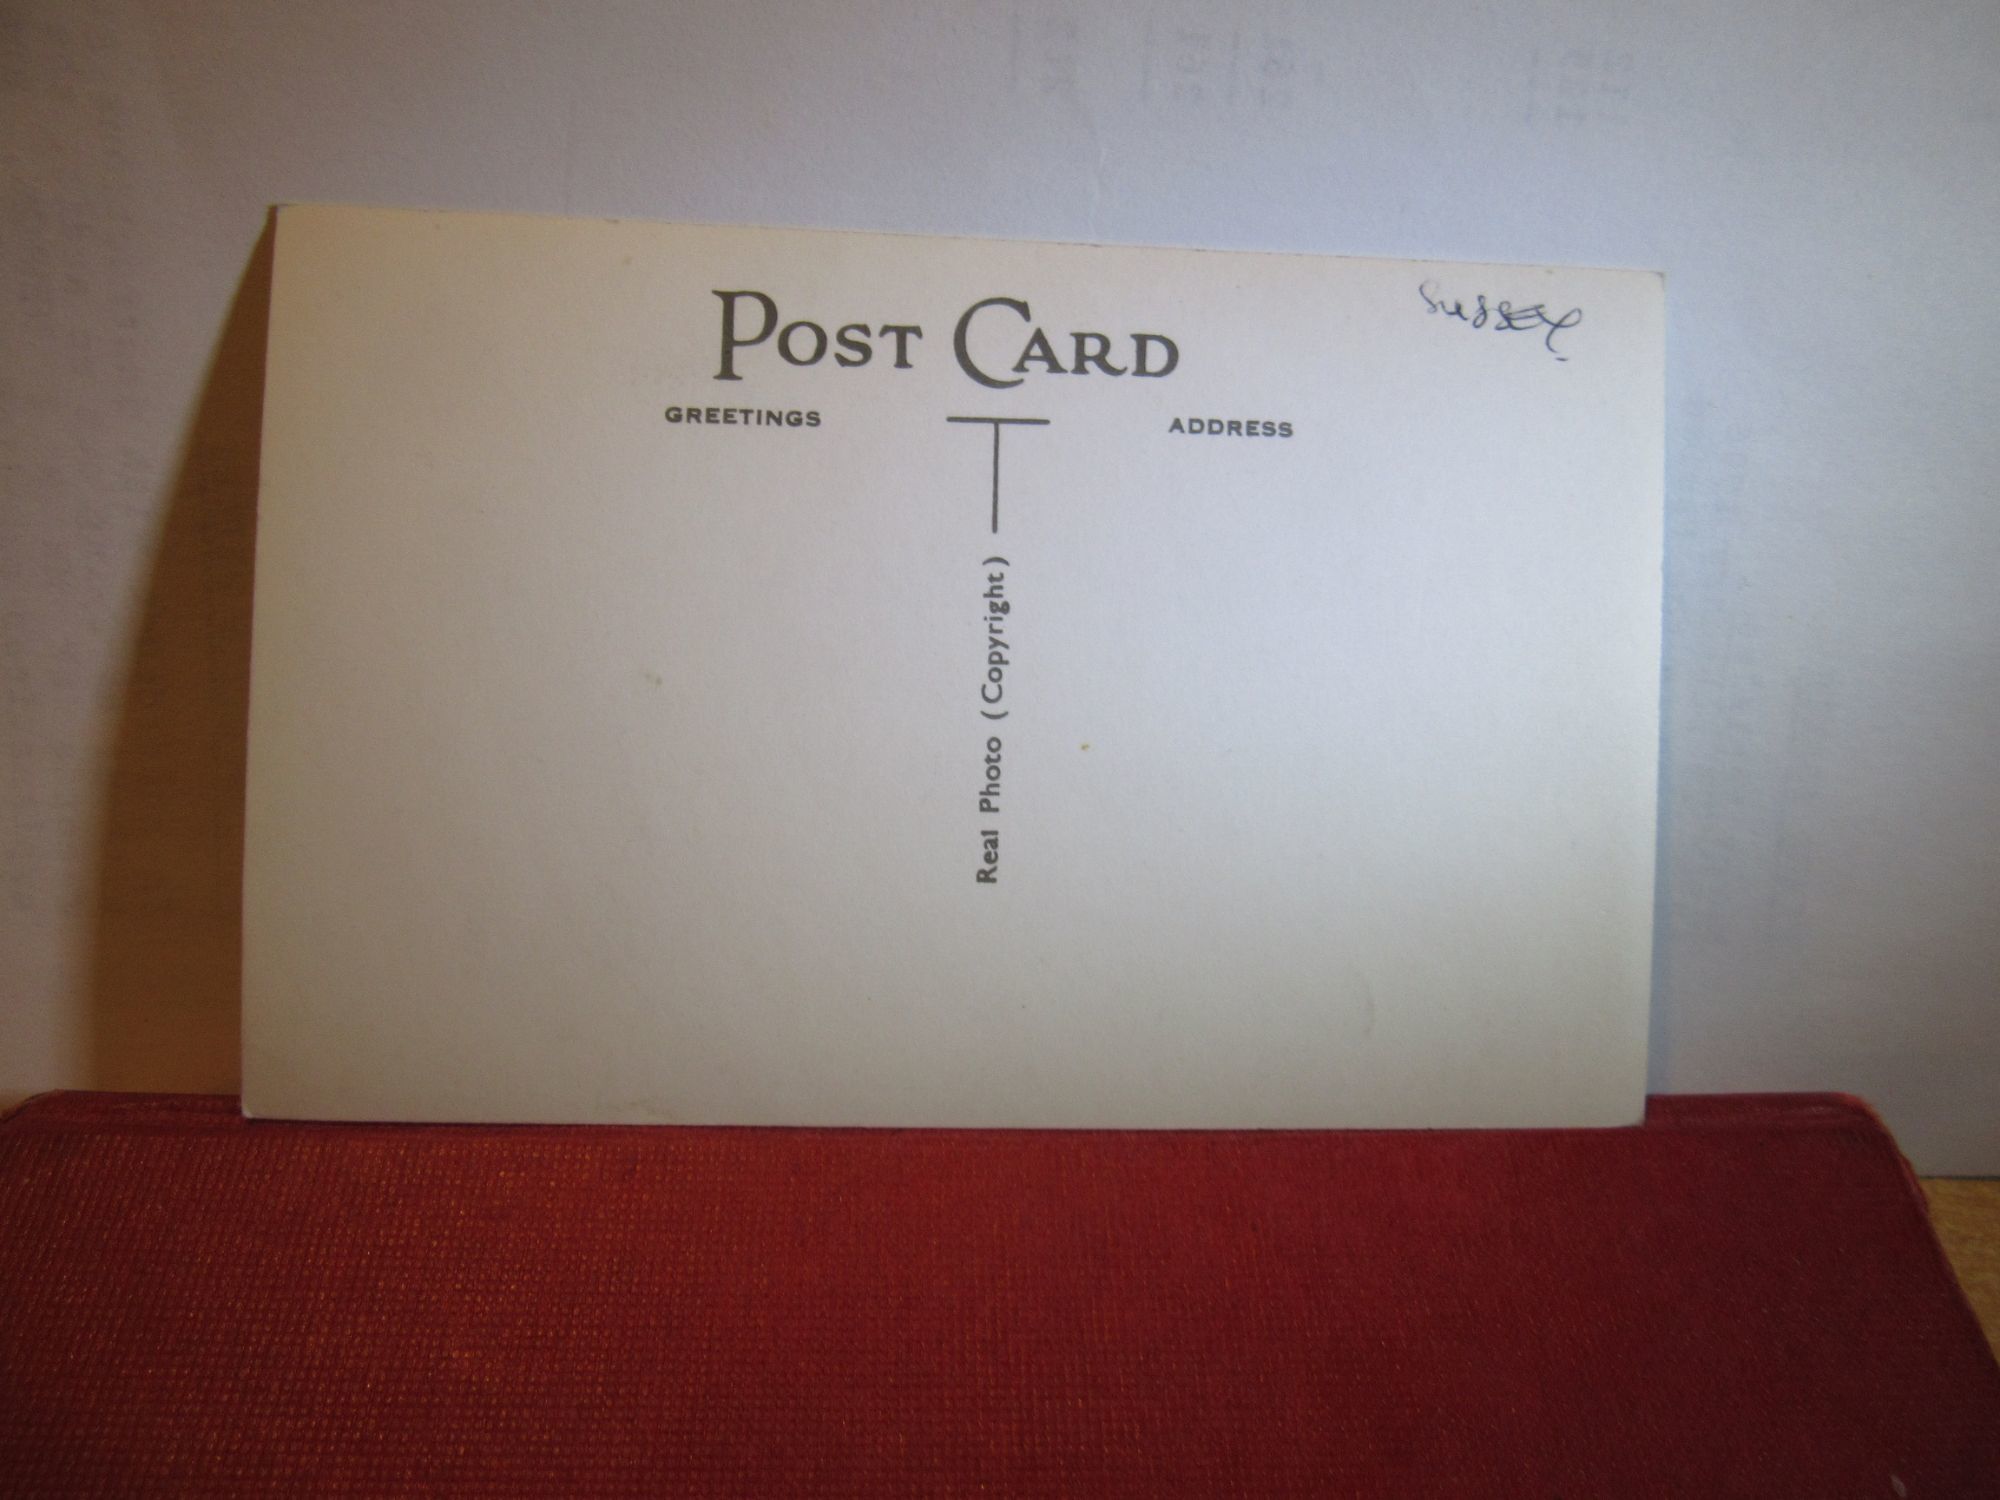 Sussex.
POST CARD
GREETINGS
ADDRESS
Real Photo (Copyright)